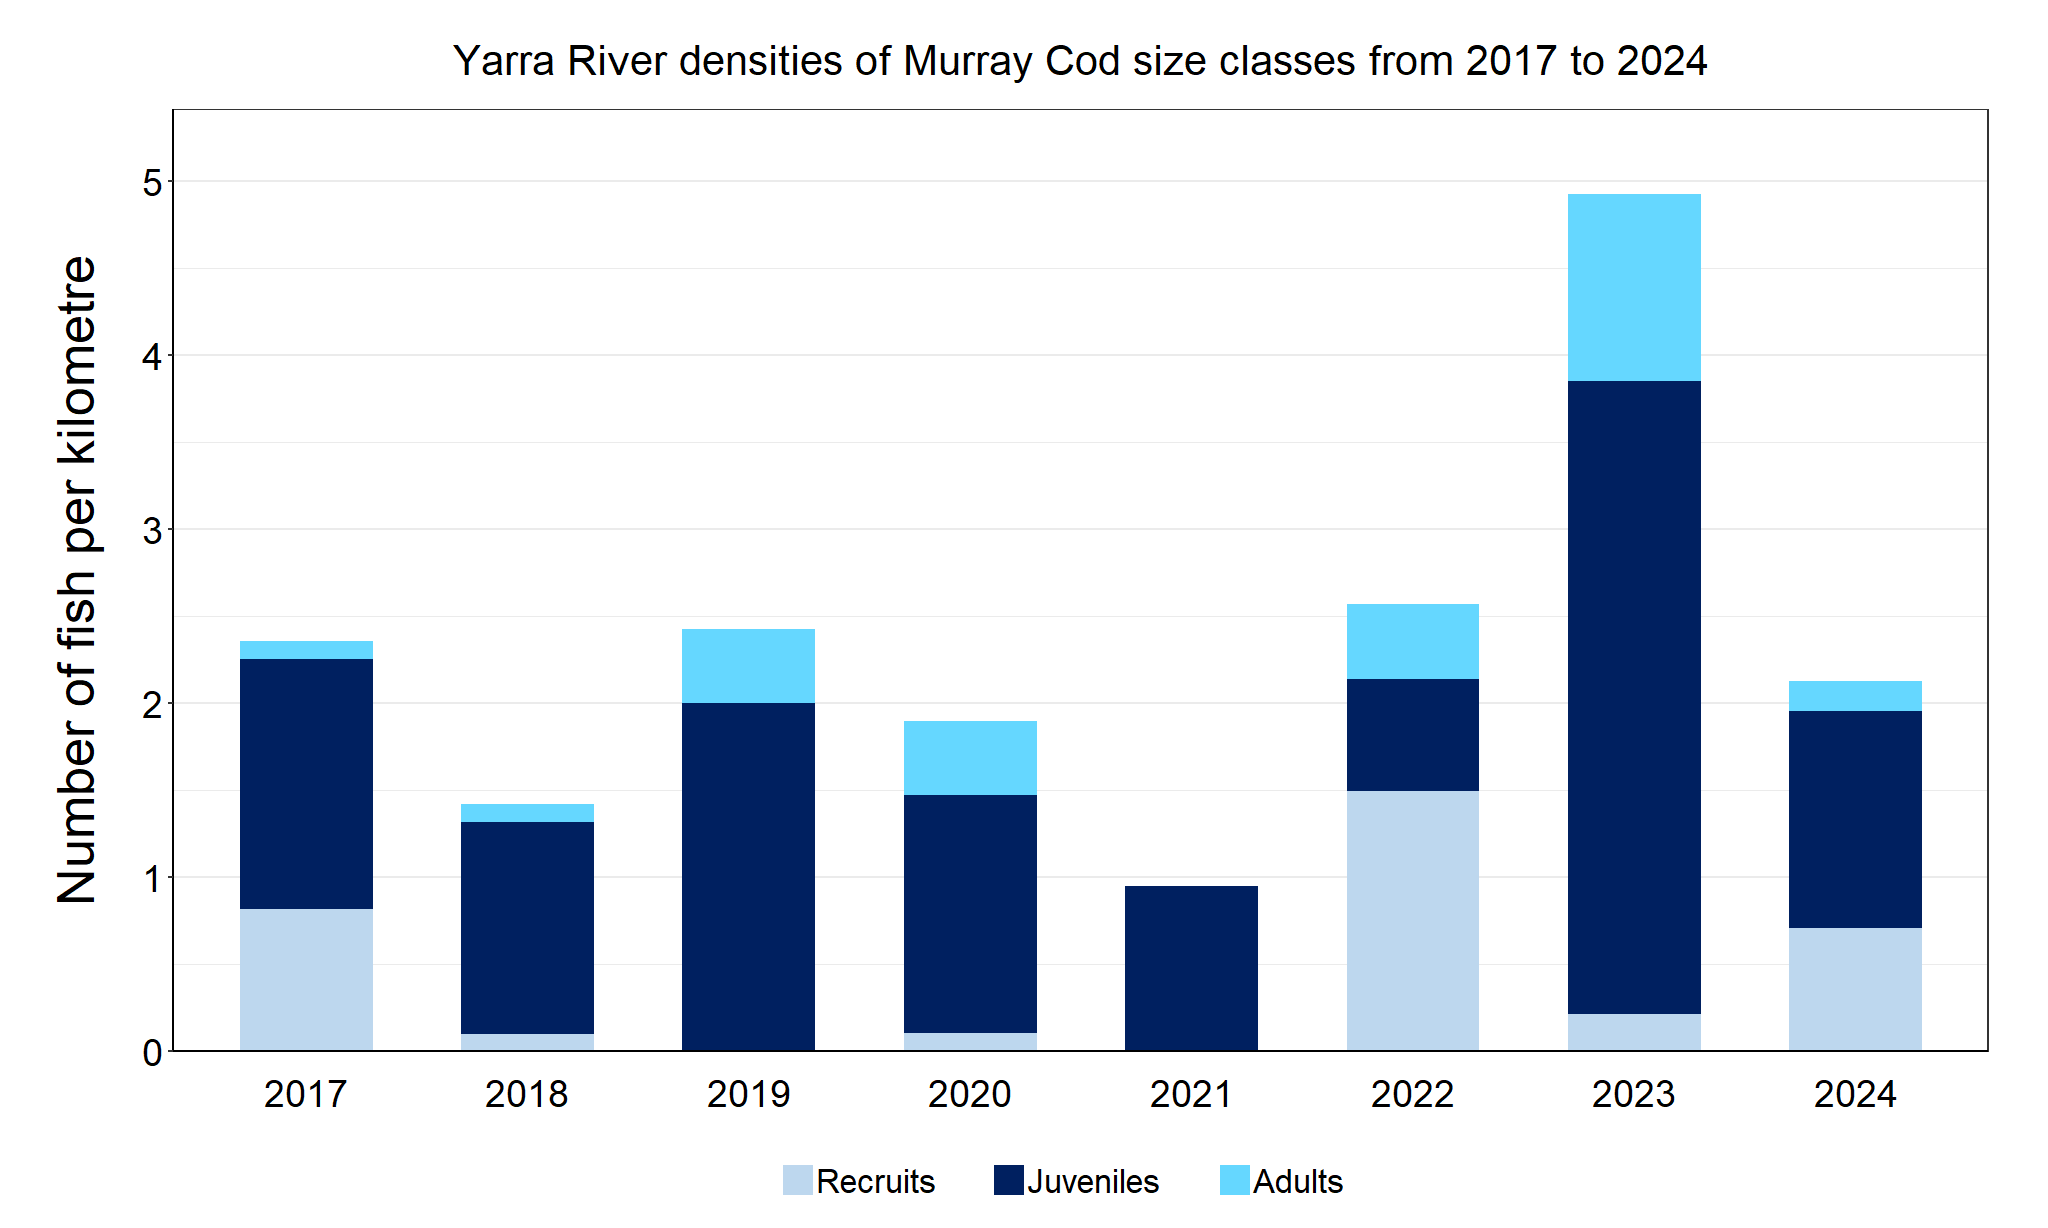 Yarra River densities of Murray Cod size classes from 2017 to 2024
Number of fish per kilometre
5
4
3
2
1
0
2017 2018 2019 2020 2021 2022 2023 2024
Recruits Juveniles Adults